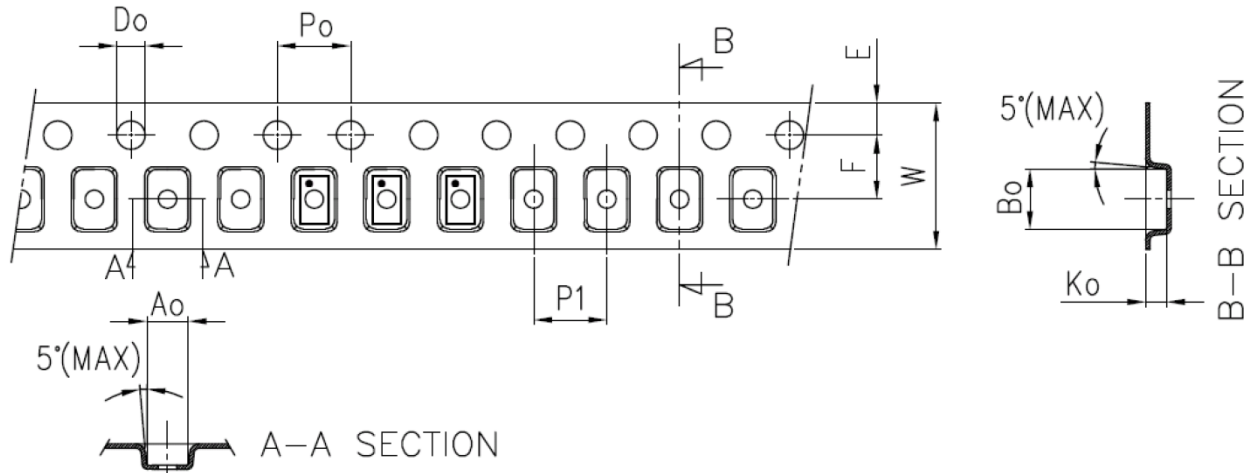 Do
Po
B
E
5°(MAX)
F
W
Bo
B-B SECTION
A
A
Ko
Ao
P1
B
5°(MAX)
A-A SECTION